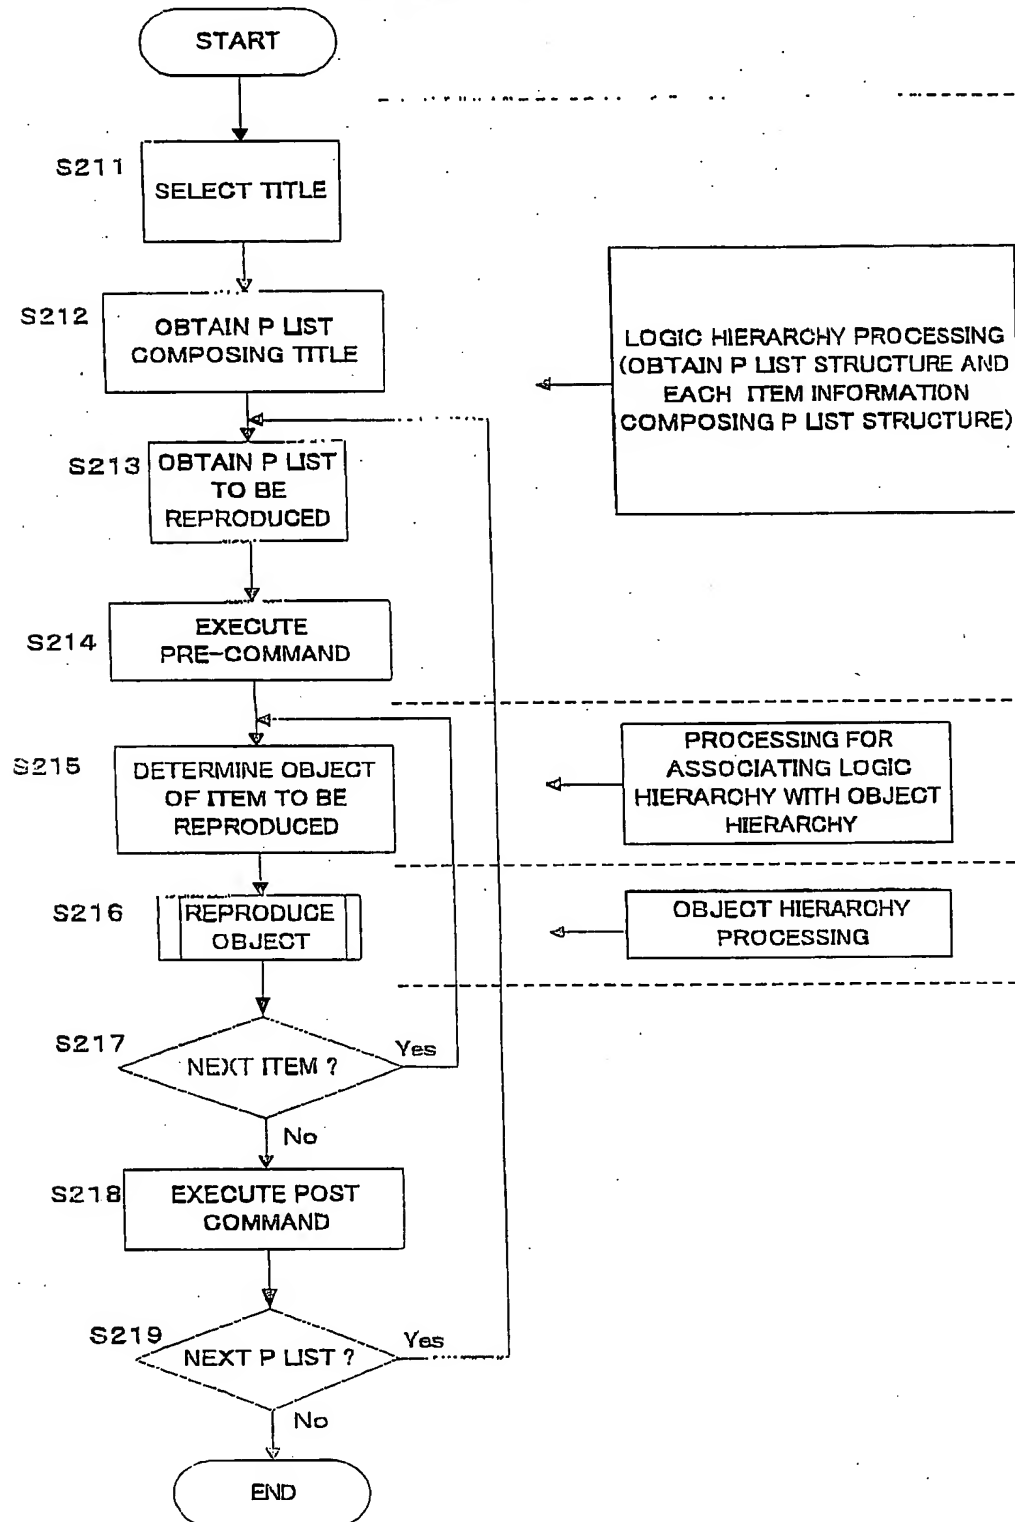 START
S211
SELECT TITLE
S212
OBTAIN P LIST
COMPOSING TITLE
LOGIC HIERARCHY PROCESSING
(OBTAIN P LIST STRUCTURE AND
EACH ITEM INFORMATION
COMPOSING P LIST STRUCTURE)
S213
OBTAIN P LIST
TO BE
REPRODUCED
S214
EXECUTE
PRE-COMMAND
S215
DETERMINE OBJECT
OF ITEM TO BE
REPRODUCED
PROCESSING FOR
ASSOCIATING LOGIC
HIERARCHY WITH OBJECT
HIERARCHY
S216
REPRODUCE
OBJECT
OBJECT HIERARCHY
PROCESSING
S217
NEXT ITEM ?
Yes
No
S218
EXECUTE POST
COMMAND
S219
NEXT P LIST ?
Yes
No
END